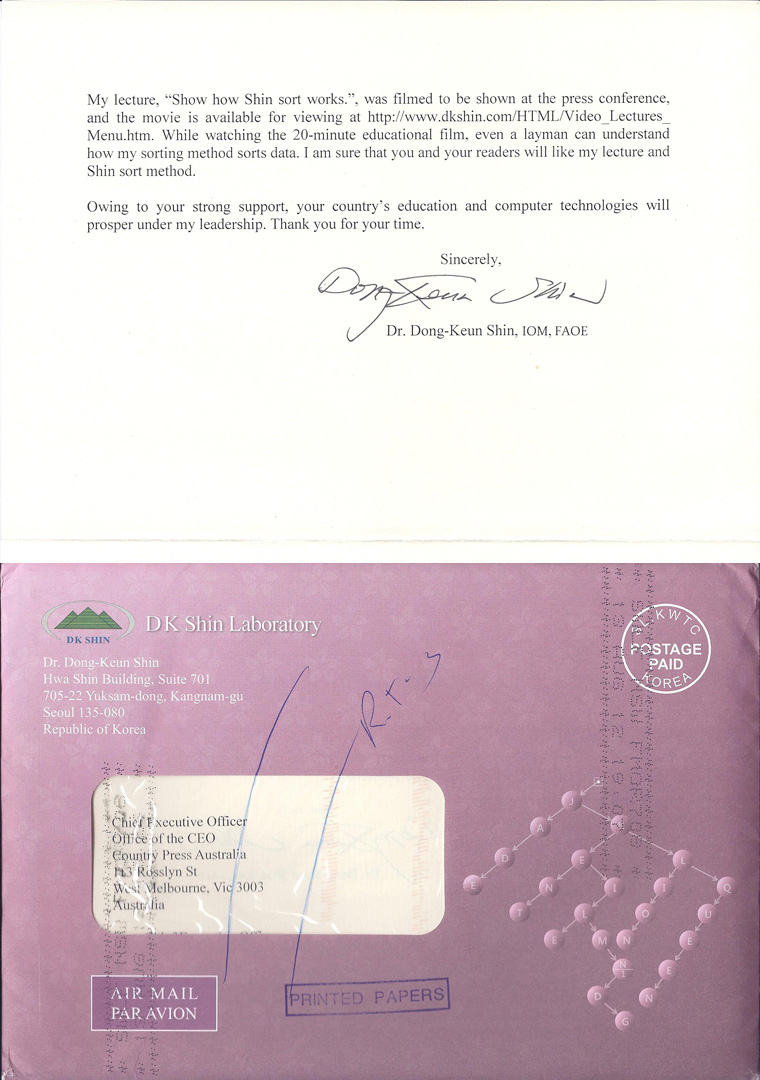 My lecture, “Show how Shin sort works.”, was filmed to be shown at the press conference,
and the movie is available for viewing at http://www.dkshin.com/HTML/Video_Lectures_
Menu.htm. While watching the 20-minute educational film, even a layman can understand
how my sorting method sorts data. I am sure that you and your readers will like my lecture and
Shin sort method.
Owing to your strong support, your country’s education and computer technologies will
prosper under my leadership. Thank you for your time.
Sincerely,
Dong-Keun Shin
Dr. Dong-Keun Shin, IOM, FAOE
DK SHIN
DK Shin Laboratory
Dr. Dong-Keun Shin
Hwa Shin Building, Suite 701
705-22 Yuksam-dong, Kangnam-gu
Seoul 135-080
Republic of Korea
KWTC
POSTAGE
PAID
KOREA
R.T.
Chief Executive Officer
Office of the CEO
Country Press Australia
113 Rosslyn St
West Melbourne, Vic 3003
Australia
J
A
D
E
L
E
N
I
I
Q
F
L
O
U
E
M
N
E
N
E
D
N
G
AIR MAIL
PAR AVION
PRINTED PAPERS